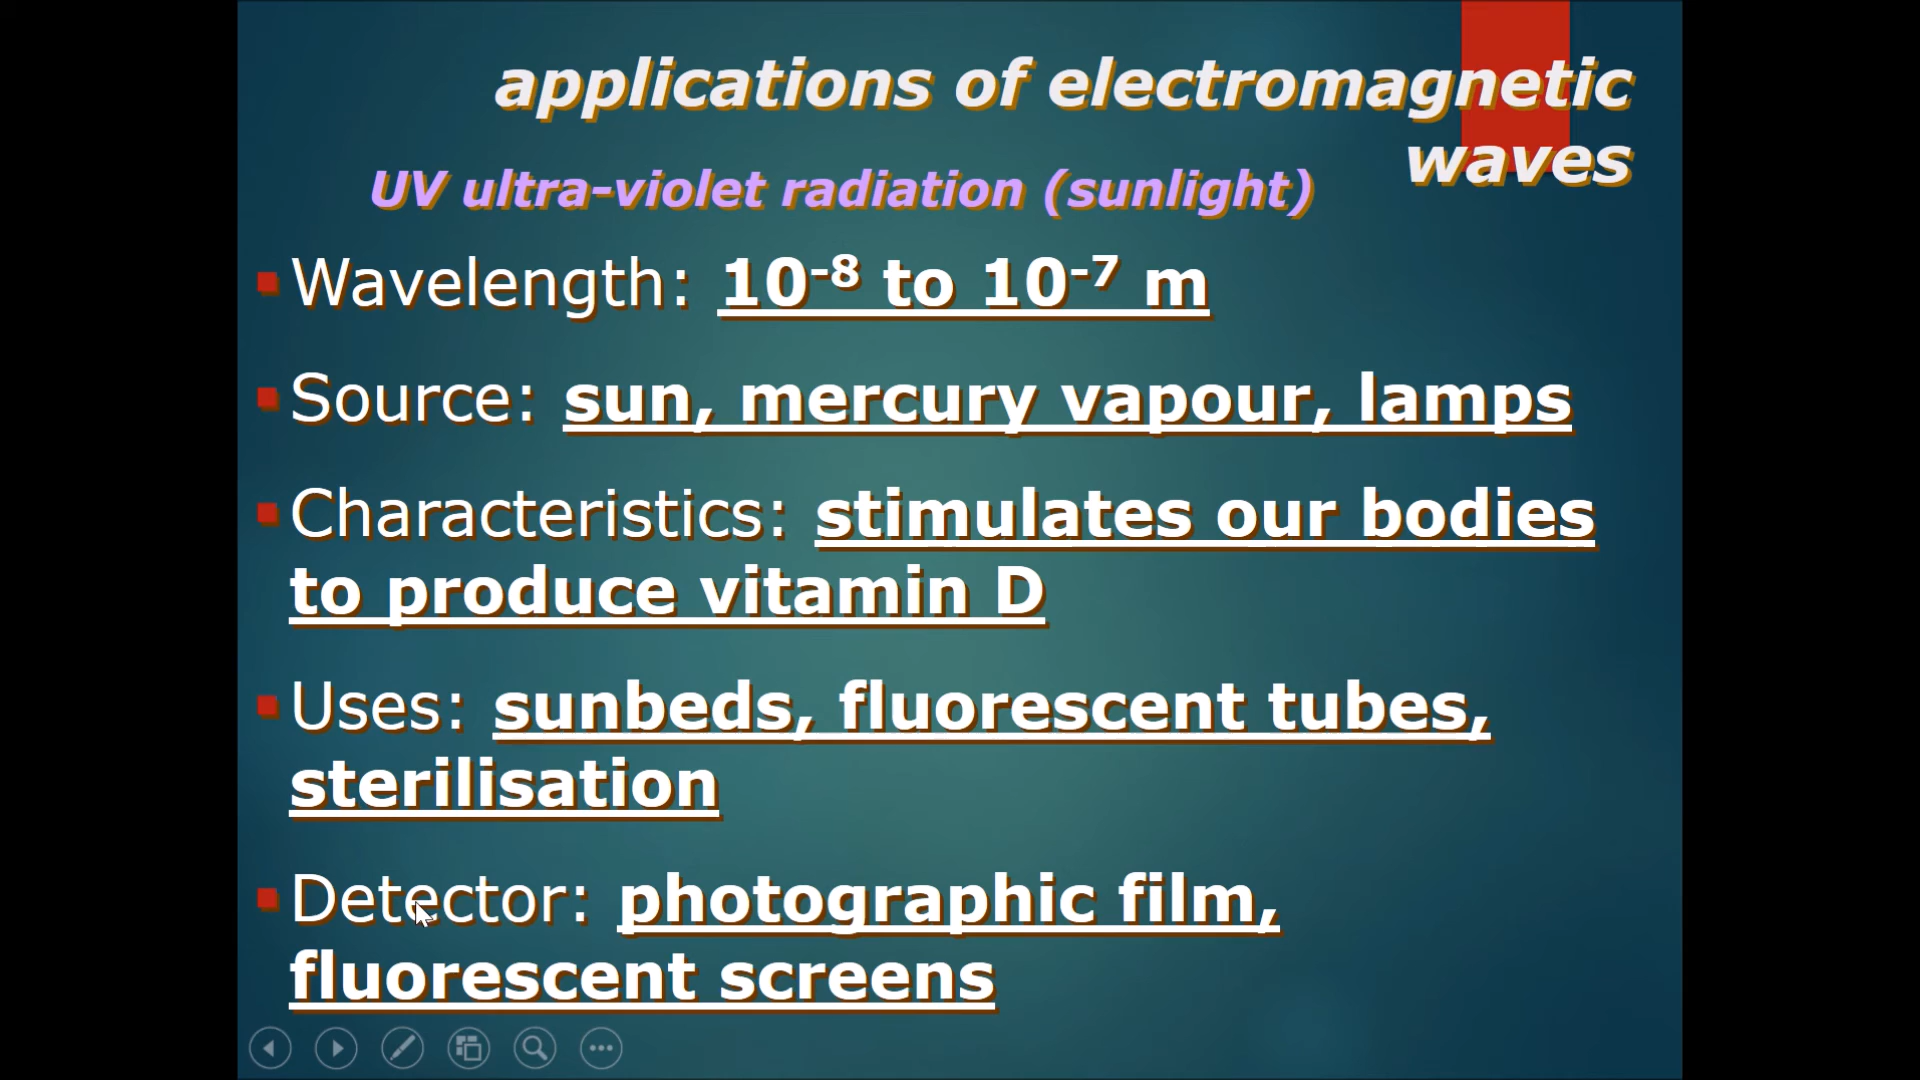 applications of electromagnetic
waves
UV ultra-violet radiation (sunlight)
Wavelength: 10⁻⁸ to 10⁻⁷ m
Source: sun, mercury vapour, lamps
Characteristics: stimulates our bodies
to produce vitamin D
Uses: sunbeds, fluorescent tubes,
sterilisation
Detector: photographic film,
fluorescent screens